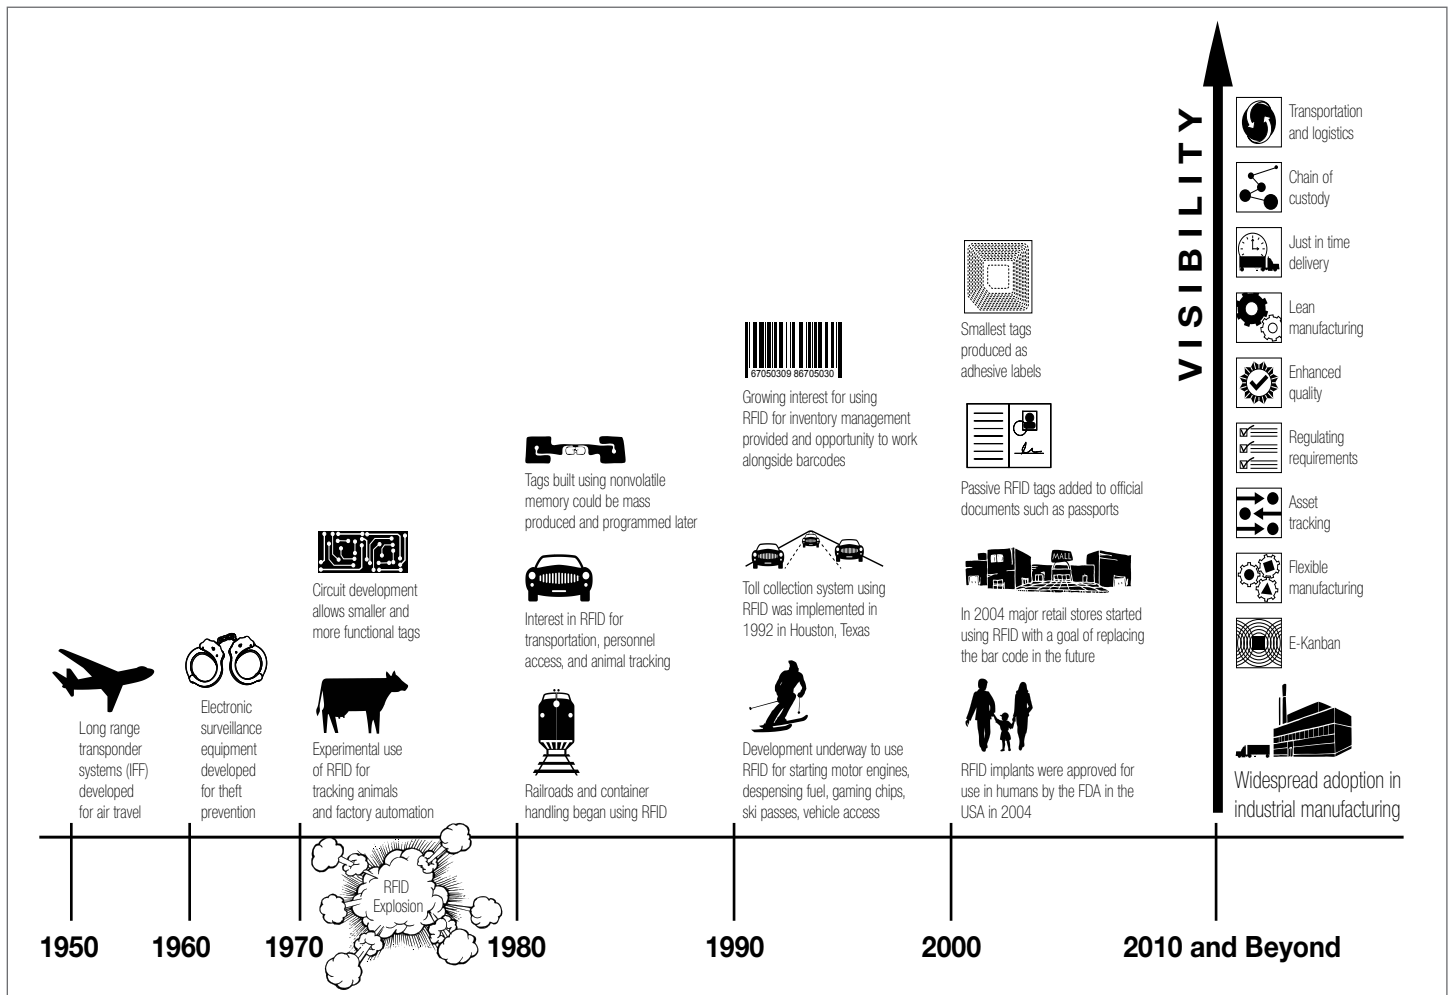 Long range
transponder
systems (IFF)
developed
for air travel
Electronic
surveillance
equipment
developed
for theft
prevention
Circuit development
allows smaller and
more functional tags
Experimental use
of RFID for
tracking animals
and factory automation
Tags built using nonvolatile
memory could be mass
produced and programmed later
Interest in RFID for
transportation, personnel
access, and animal tracking
Railroads and container
handling began using RFID
67050309 86705030
Growing interest for using
RFID for inventory management
provided and opportunity to work
alongside barcodes
Toll collection system using
RFID was implemented in
1992 in Houston, Texas
Development underway to use
RFID for starting motor engines,
despensing fuel, gaming chips,
ski passes, vehicle access
Smallest tags
produced as
adhesive labels
Passive RFID tags added to official
documents such as passports
MALL
In 2004 major retail stores started
using RFID with a goal of replacing
the bar code in the future
RFID implants were approved for
use in humans by the FDA in the
USA in 2004
VISIBILITY
Transportation
and logistics
Chain of
custody
Just in time
delivery
Lean
manufacturing
Enhanced
quality
Regulating
requirements
Asset
tracking
Flexible
manufacturing
E-Kanban
Widespread adoption in
industrial manufacturing
RFID
Explosion
1950 1960 1970 1980 1990 2000 2010 and Beyond